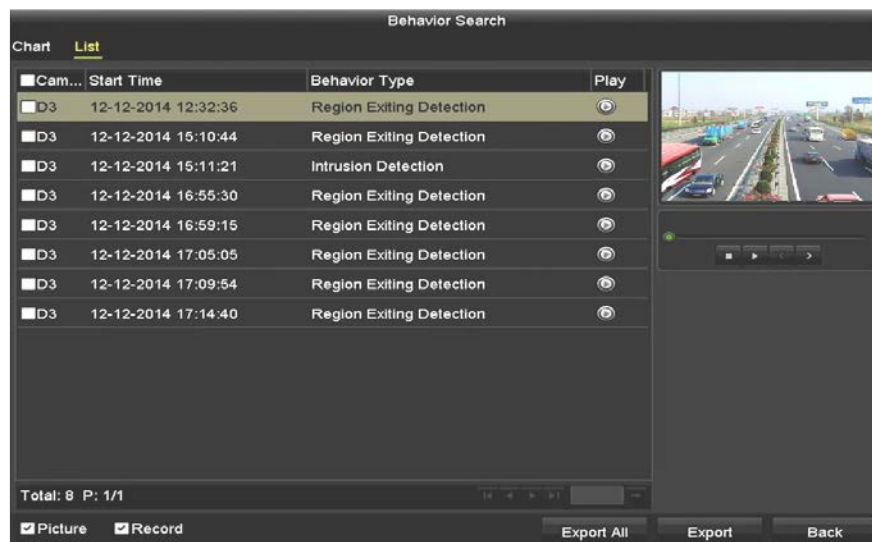 Behavior Search
Chart List
Cam... Start Time Behavior Type Play
D3 12-12-2014 12:32:36 Region Exiting Detection
D3 12-12-2014 15:10:44 Region Exiting Detection
D3 12-12-2014 15:11:21 Intrusion Detection
D3 12-12-2014 16:55:30 Region Exiting Detection
D3 12-12-2014 16:59:15 Region Exiting Detection
D3 12-12-2014 17:05:05 Region Exiting Detection
D3 12-12-2014 17:09:54 Region Exiting Detection
D3 12-12-2014 17:14:40 Region Exiting Detection
Total: 8 P: 1/1
Picture Record Export All Export Back